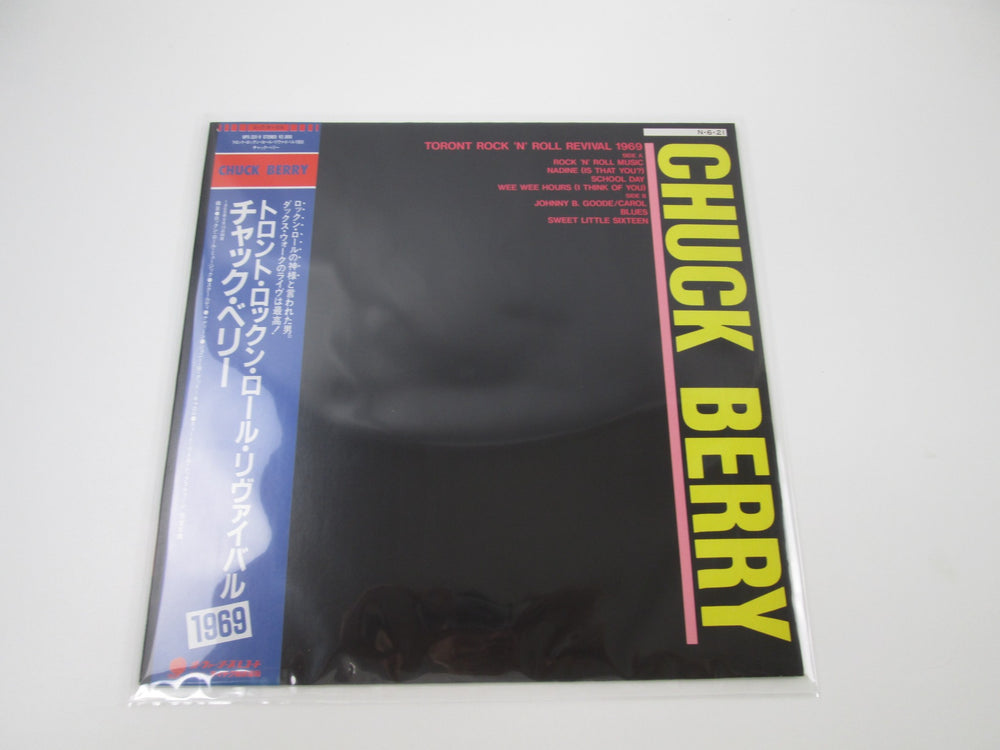 CHUCK BERRY
ロックン・ロールの神様と言われた男!!
ダックス・ウォークのライヴは最高!
トロント・ロックン・ロール・リヴァイバル
1969
チャック・ベリー
N-6-21
TORONT ROCK 'N' ROLL REVIVAL 1969
SIDE A
ROCK 'N' ROLL MUSIC
NADINE (IS THAT YOU?)
SCHOOL DAY
WEE WEE HOURS (I THINK OF YOU)
SIDE B
JOHNNY B. GOODE/CAROL
BLUES
SWEET LITTLE SIXTEEN
CHUCK BERRY